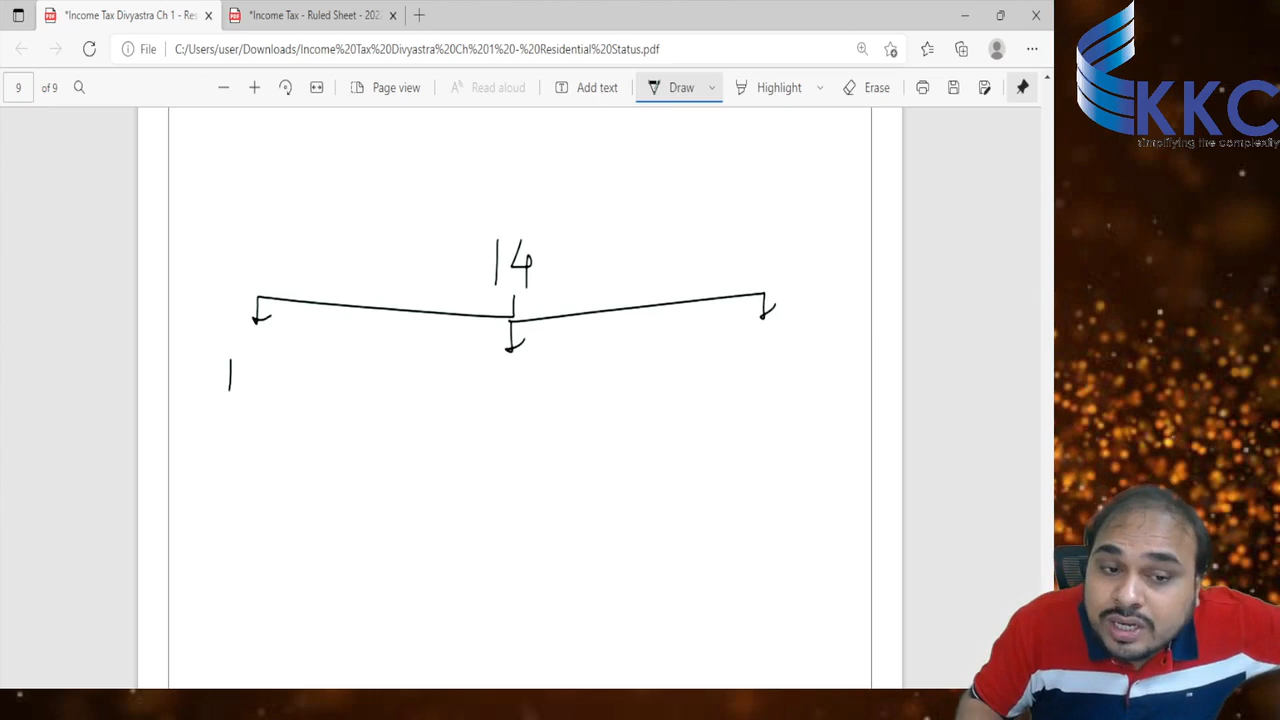 *Income Tax Divyastra Ch 1 - Res
*Income Tax - Ruled Sheet - 202
File
C:/Users/user/Downloads/Income%20Tax%20Divyastra%20Ch%201%20-%20Residential%20Status.pdf
9 of 9
Page view
Read aloud
Add text
Draw
Highlight
Erase
KKC
simplifying the complexity
14
1